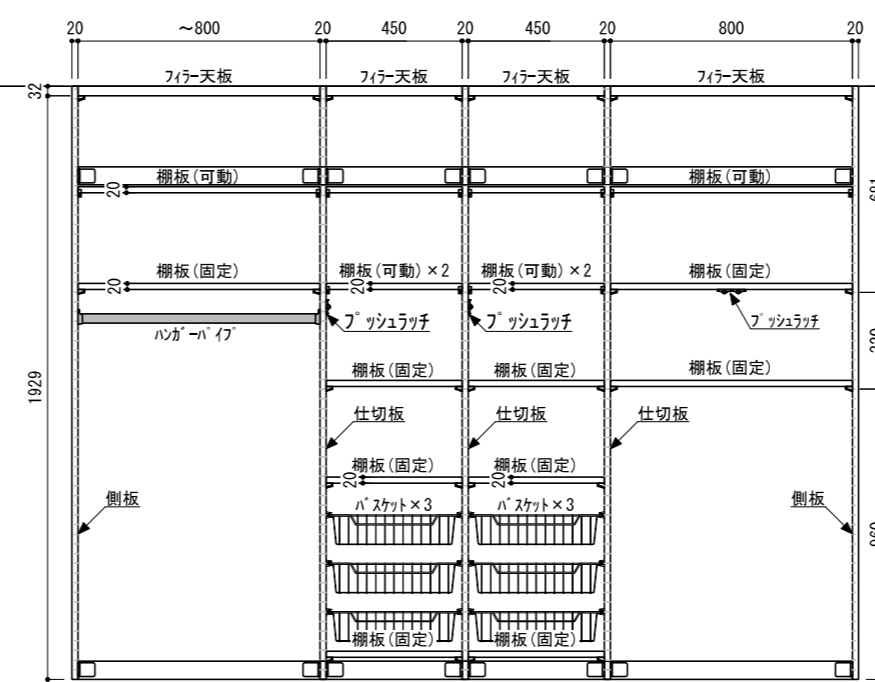 20 ～800 20 450 20 450 20 800 20
フィラー天板 フィラー天板 フィラー天板 フィラー天板
32
棚板(可動) 棚板(可動)
20
棚板(固定) 棚板(可動)×2 棚板(可動)×2 棚板(固定)
20 20 20
ハンガーパイプ プッシュラッチ プッシュラッチ プッシュラッチ
棚板(固定) 棚板(固定) 棚板(固定)
1929
仕切板 仕切板 仕切板
棚板(固定) 棚板(固定)
20 20
側板 バスケット×3 バスケット×3 側板
棚板(固定) 棚板(固定)